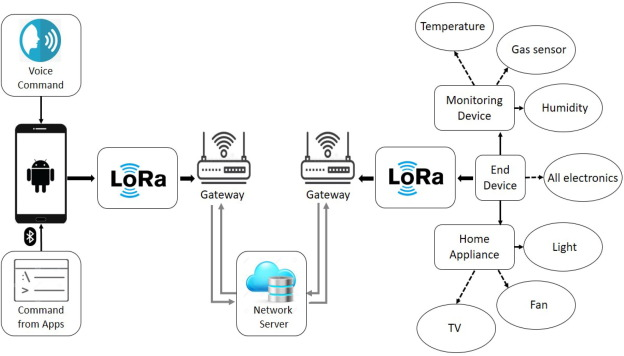 Voice
Command
LoRa
Gateway
Network
Server
:\
>
Command
from Apps
Gateway
LoRa
Temperature
Gas sensor
Monitoring
Device
Humidity
End
Device
All electronics
Home
Appliance
Light
Fan
TV